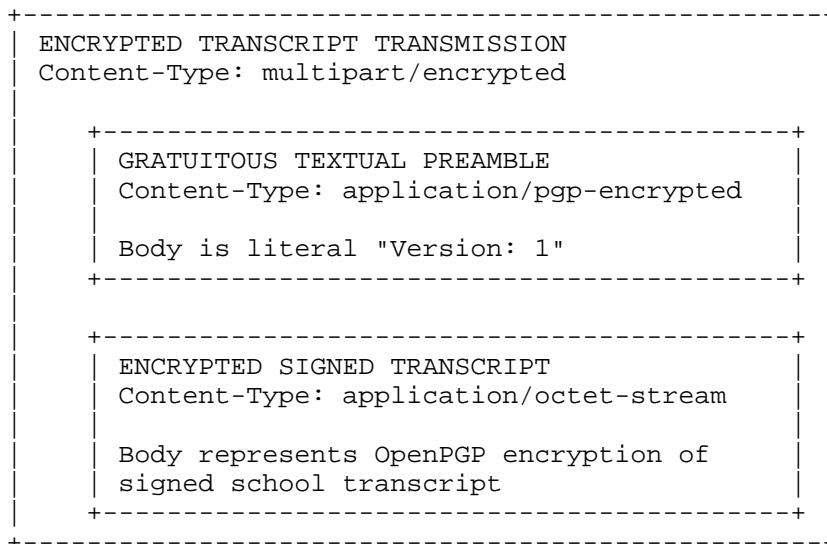 ENCRYPTED TRANSCRIPT TRANSMISSION
Content-Type: multipart/encrypted
GRATUITOUS TEXTUAL PREAMBLE
Content-Type: application/pgp-encrypted
Body is literal "Version: 1"
ENCRYPTED SIGNED TRANSCRIPT
Content-Type: application/octet-stream
Body represents OpenPGP encryption of
signed school transcript